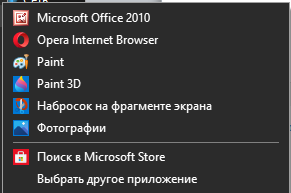 Microsoft Office 2010
Opera Internet Browser
Paint
Paint 3D
Набросок на фрагменте экрана
Фотографии
Поиск в Microsoft Store
Выбрать другое приложение